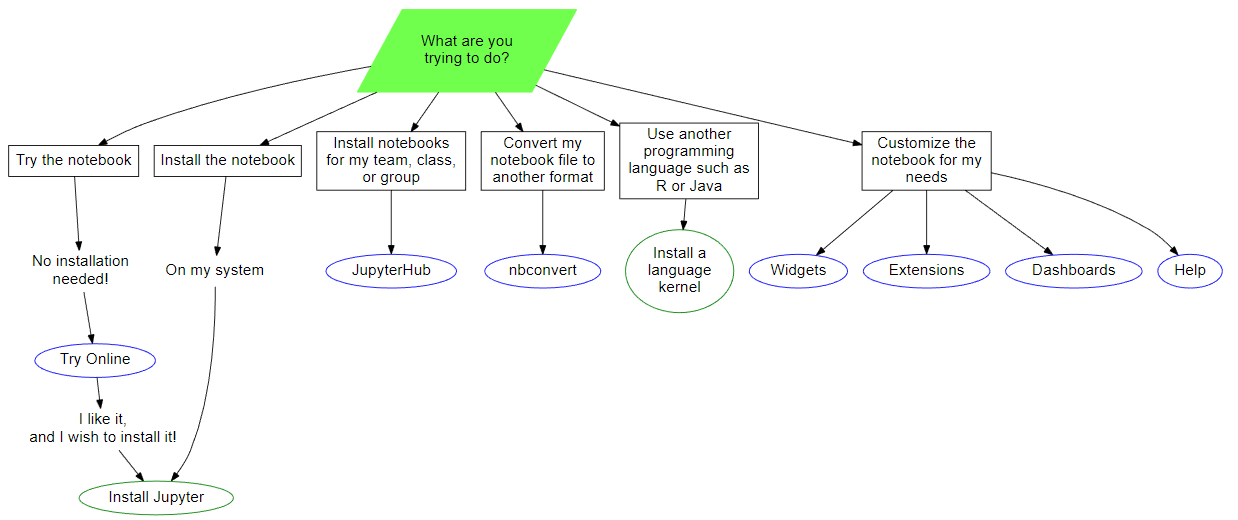 What are you
trying to do?
Try the notebook
Install the notebook
Install notebooks
for my team, class,
or group
Convert my
notebook file to
another format
Use another
programming
language such as
R or Java
Customize the
notebook for my
needs
No installation
needed!
On my system
JupyterHub
nbconvert
Install a
language
kernel
Widgets
Extensions
Dashboards
Help
Try Online
I like it,
and I wish to install it!
Install Jupyter